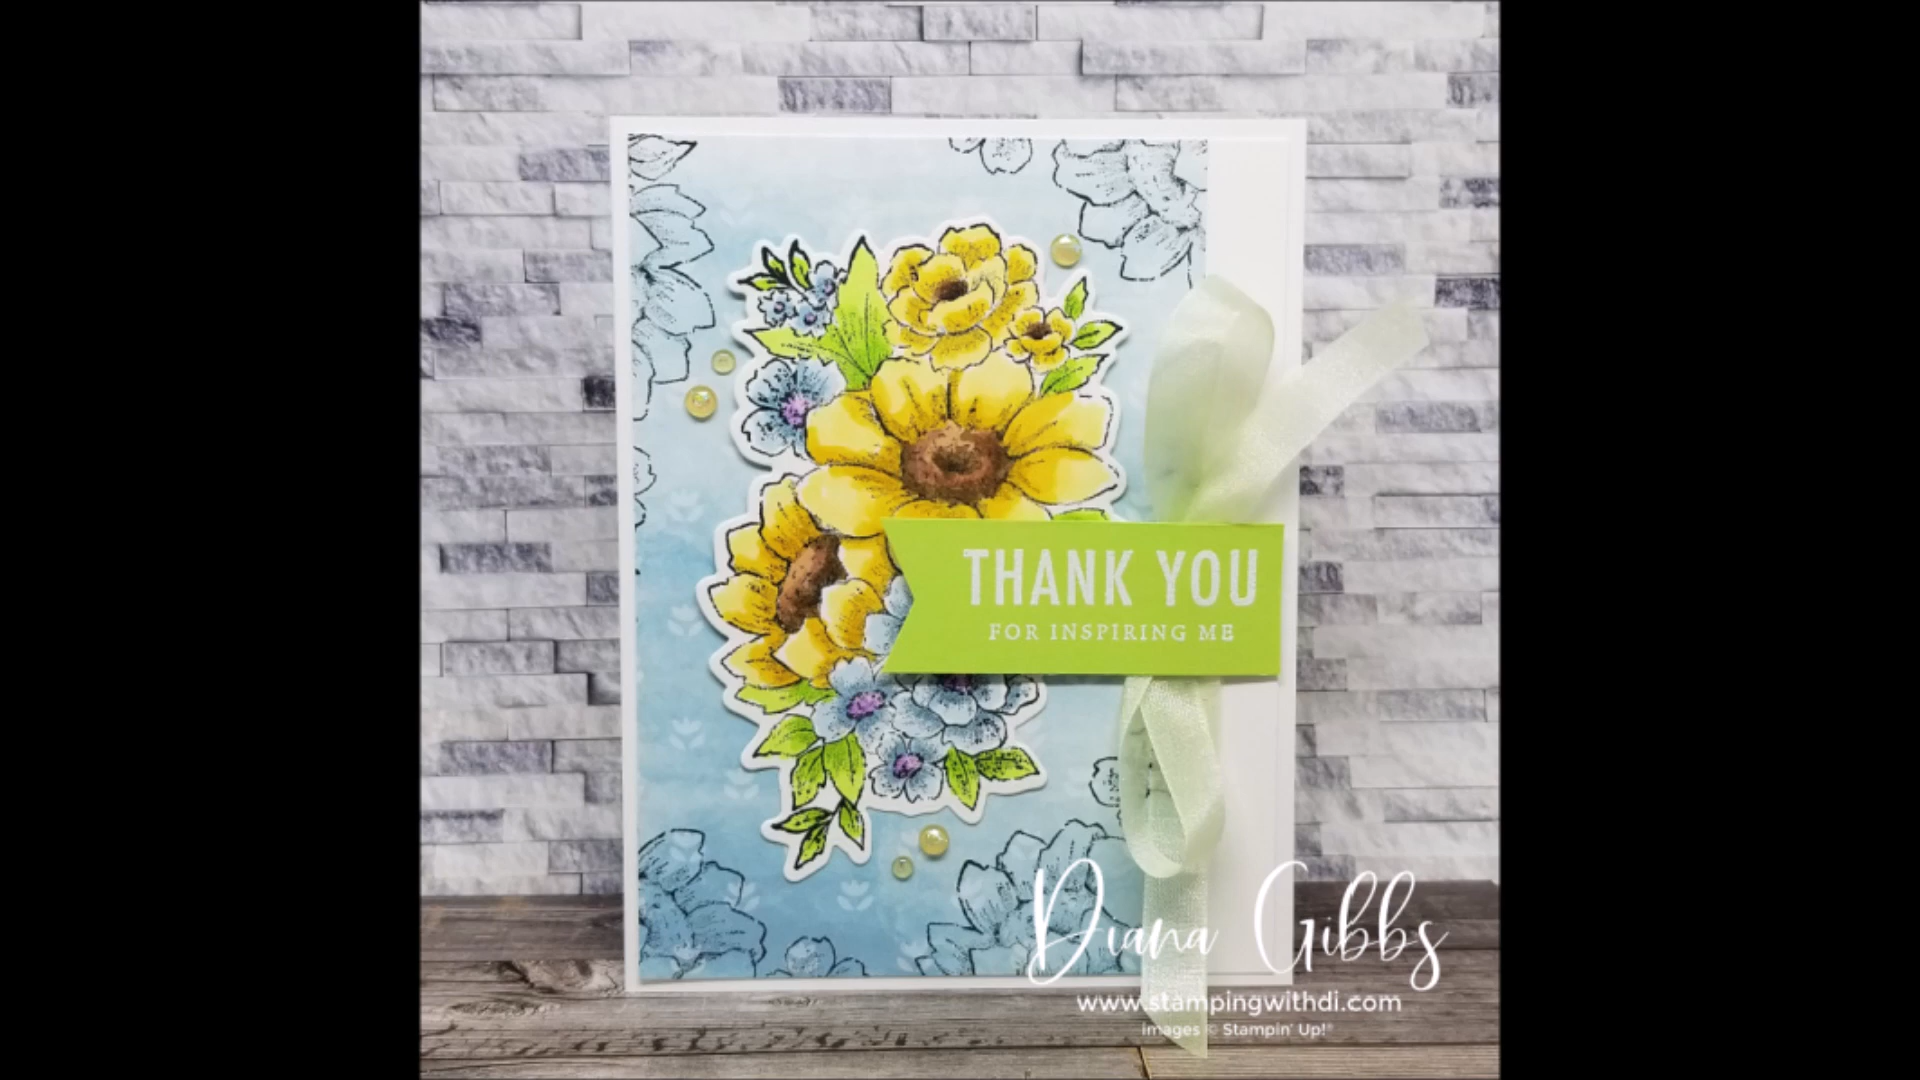 THANK YOU
FOR INSPIRING ME
Diana Gibbs
www.stampingwithdi.com
images © Stampin' Up!®